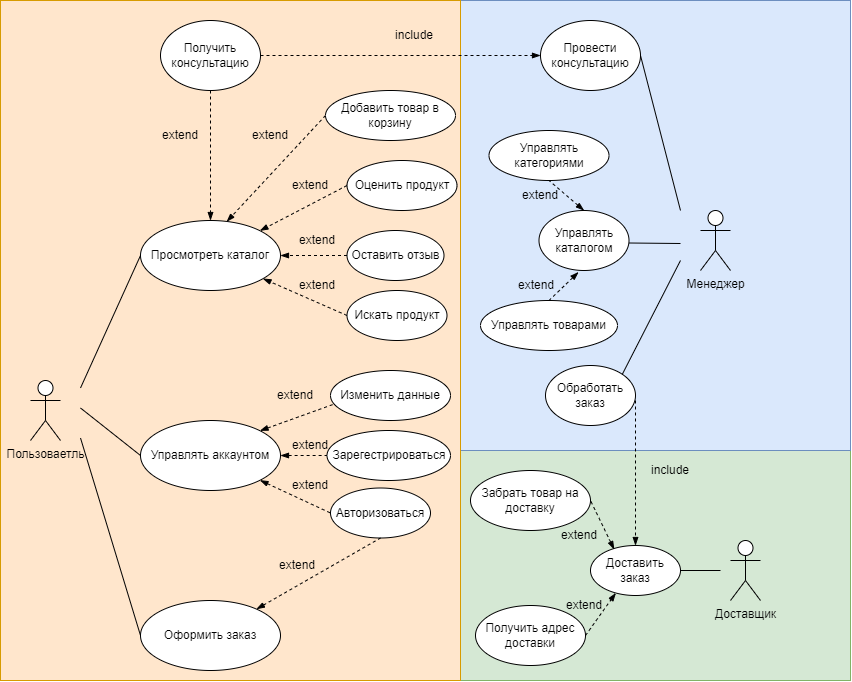 Получить
консультацию
include
Провести
консультацию
extend
extend
Добавить товар в
корзину
extend
Оценить продукт
Просмотреть каталог
extend
Оставить отзыв
extend
Искать продукт
Управлять
категориями
extend
Управлять
каталогом
extend
Управлять товарами
Менеджер
Обработать
заказ
Пользоваетль
extend
Изменить данные
Управлять аккаунтом
extend
Зарегестрироваться
extend
Авторизоваться
extend
Оформить заказ
include
Забрать товар на
доставку
extend
Доставить
заказ
extend
Получить адрес
доставки
Доставщик